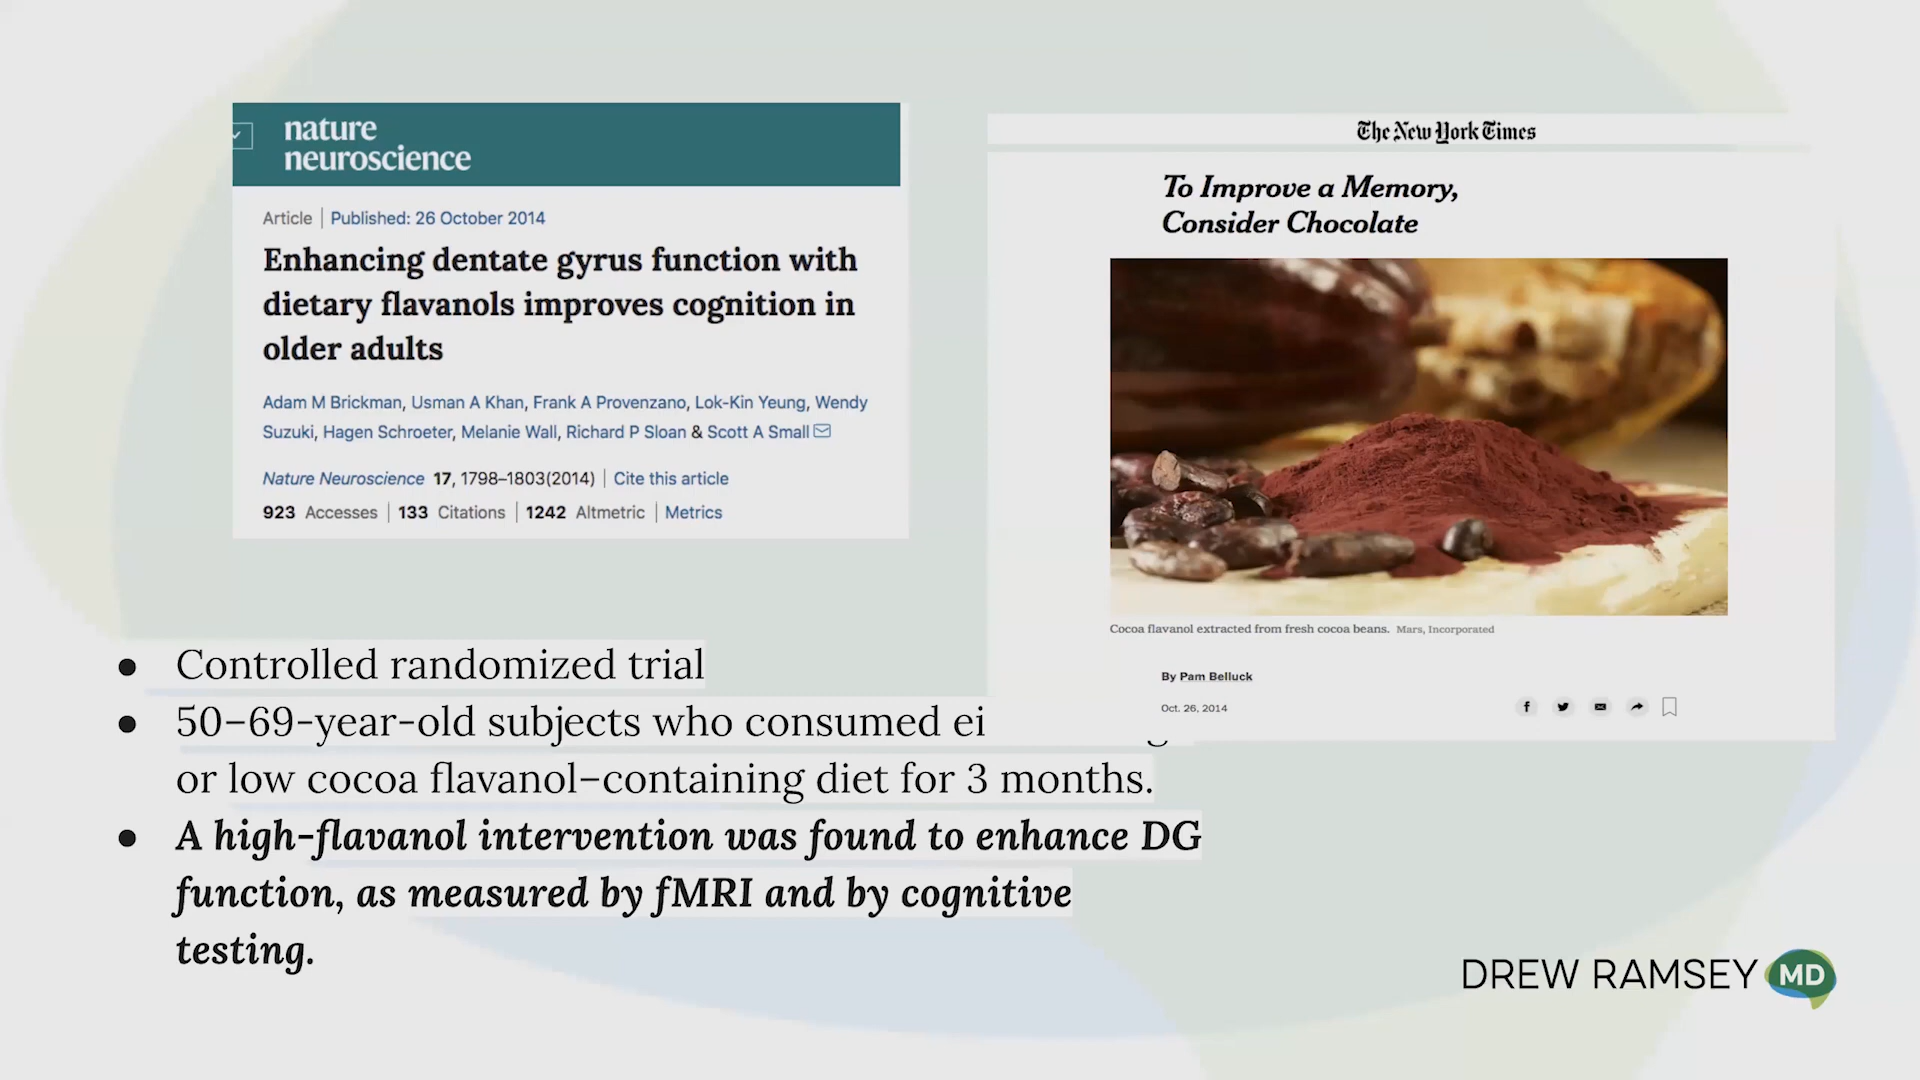 nature
neuroscience
Article | Published: 26 October 2014
Enhancing dentate gyrus function with
dietary flavanols improves cognition in
older adults
Adam M Brickman, Usman A Khan, Frank A Provenzano, Lok-Kin Yeung, Wendy
Suzuki, Hagen Schroeter, Melanie Wall, Richard P Sloan & Scott A Small
Nature Neuroscience 17, 1798–1803(2014) | Cite this article
923 Accesses | 133 Citations | 1242 Altmetric | Metrics
The New York Times
To Improve a Memory,
Consider Chocolate
Cocoa flavanol extracted from fresh cocoa beans. Mars, Incorporated
By Pam Belluck
Oct. 26, 2014
● Controlled randomized trial
● 50–69-year-old subjects who consumed ei
or low cocoa flavanol–containing diet for 3 months.
● A high-flavanol intervention was found to enhance DG
function, as measured by fMRI and by cognitive
testing.
DREW RAMSEY MD